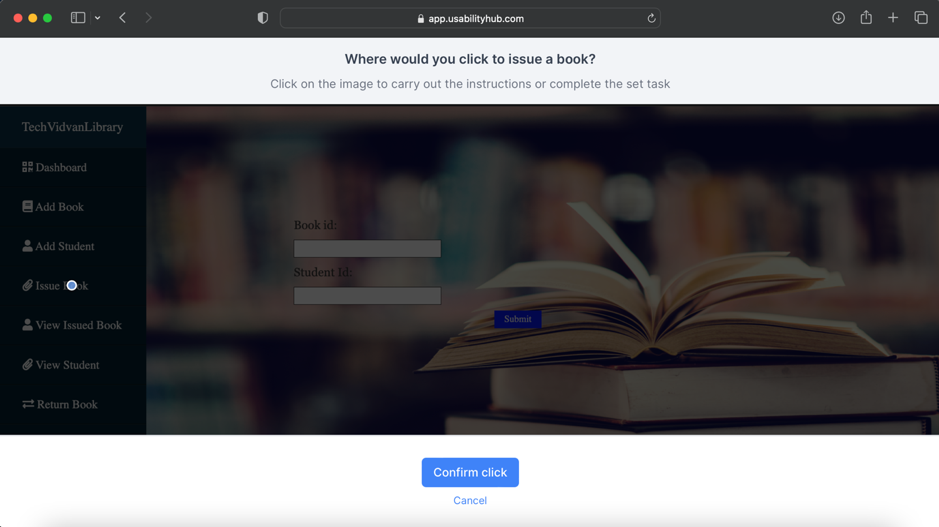 app.usabilityhub.com
Where would you click to issue a book?
Click on the image to carry out the instructions or complete the set task
TechVidvanLibrary
Dashboard
Add Book
Add Student
Issue Book
View Issued Book
View Student
Return Book
Book id:
Student Id:
Submit
Confirm click
Cancel